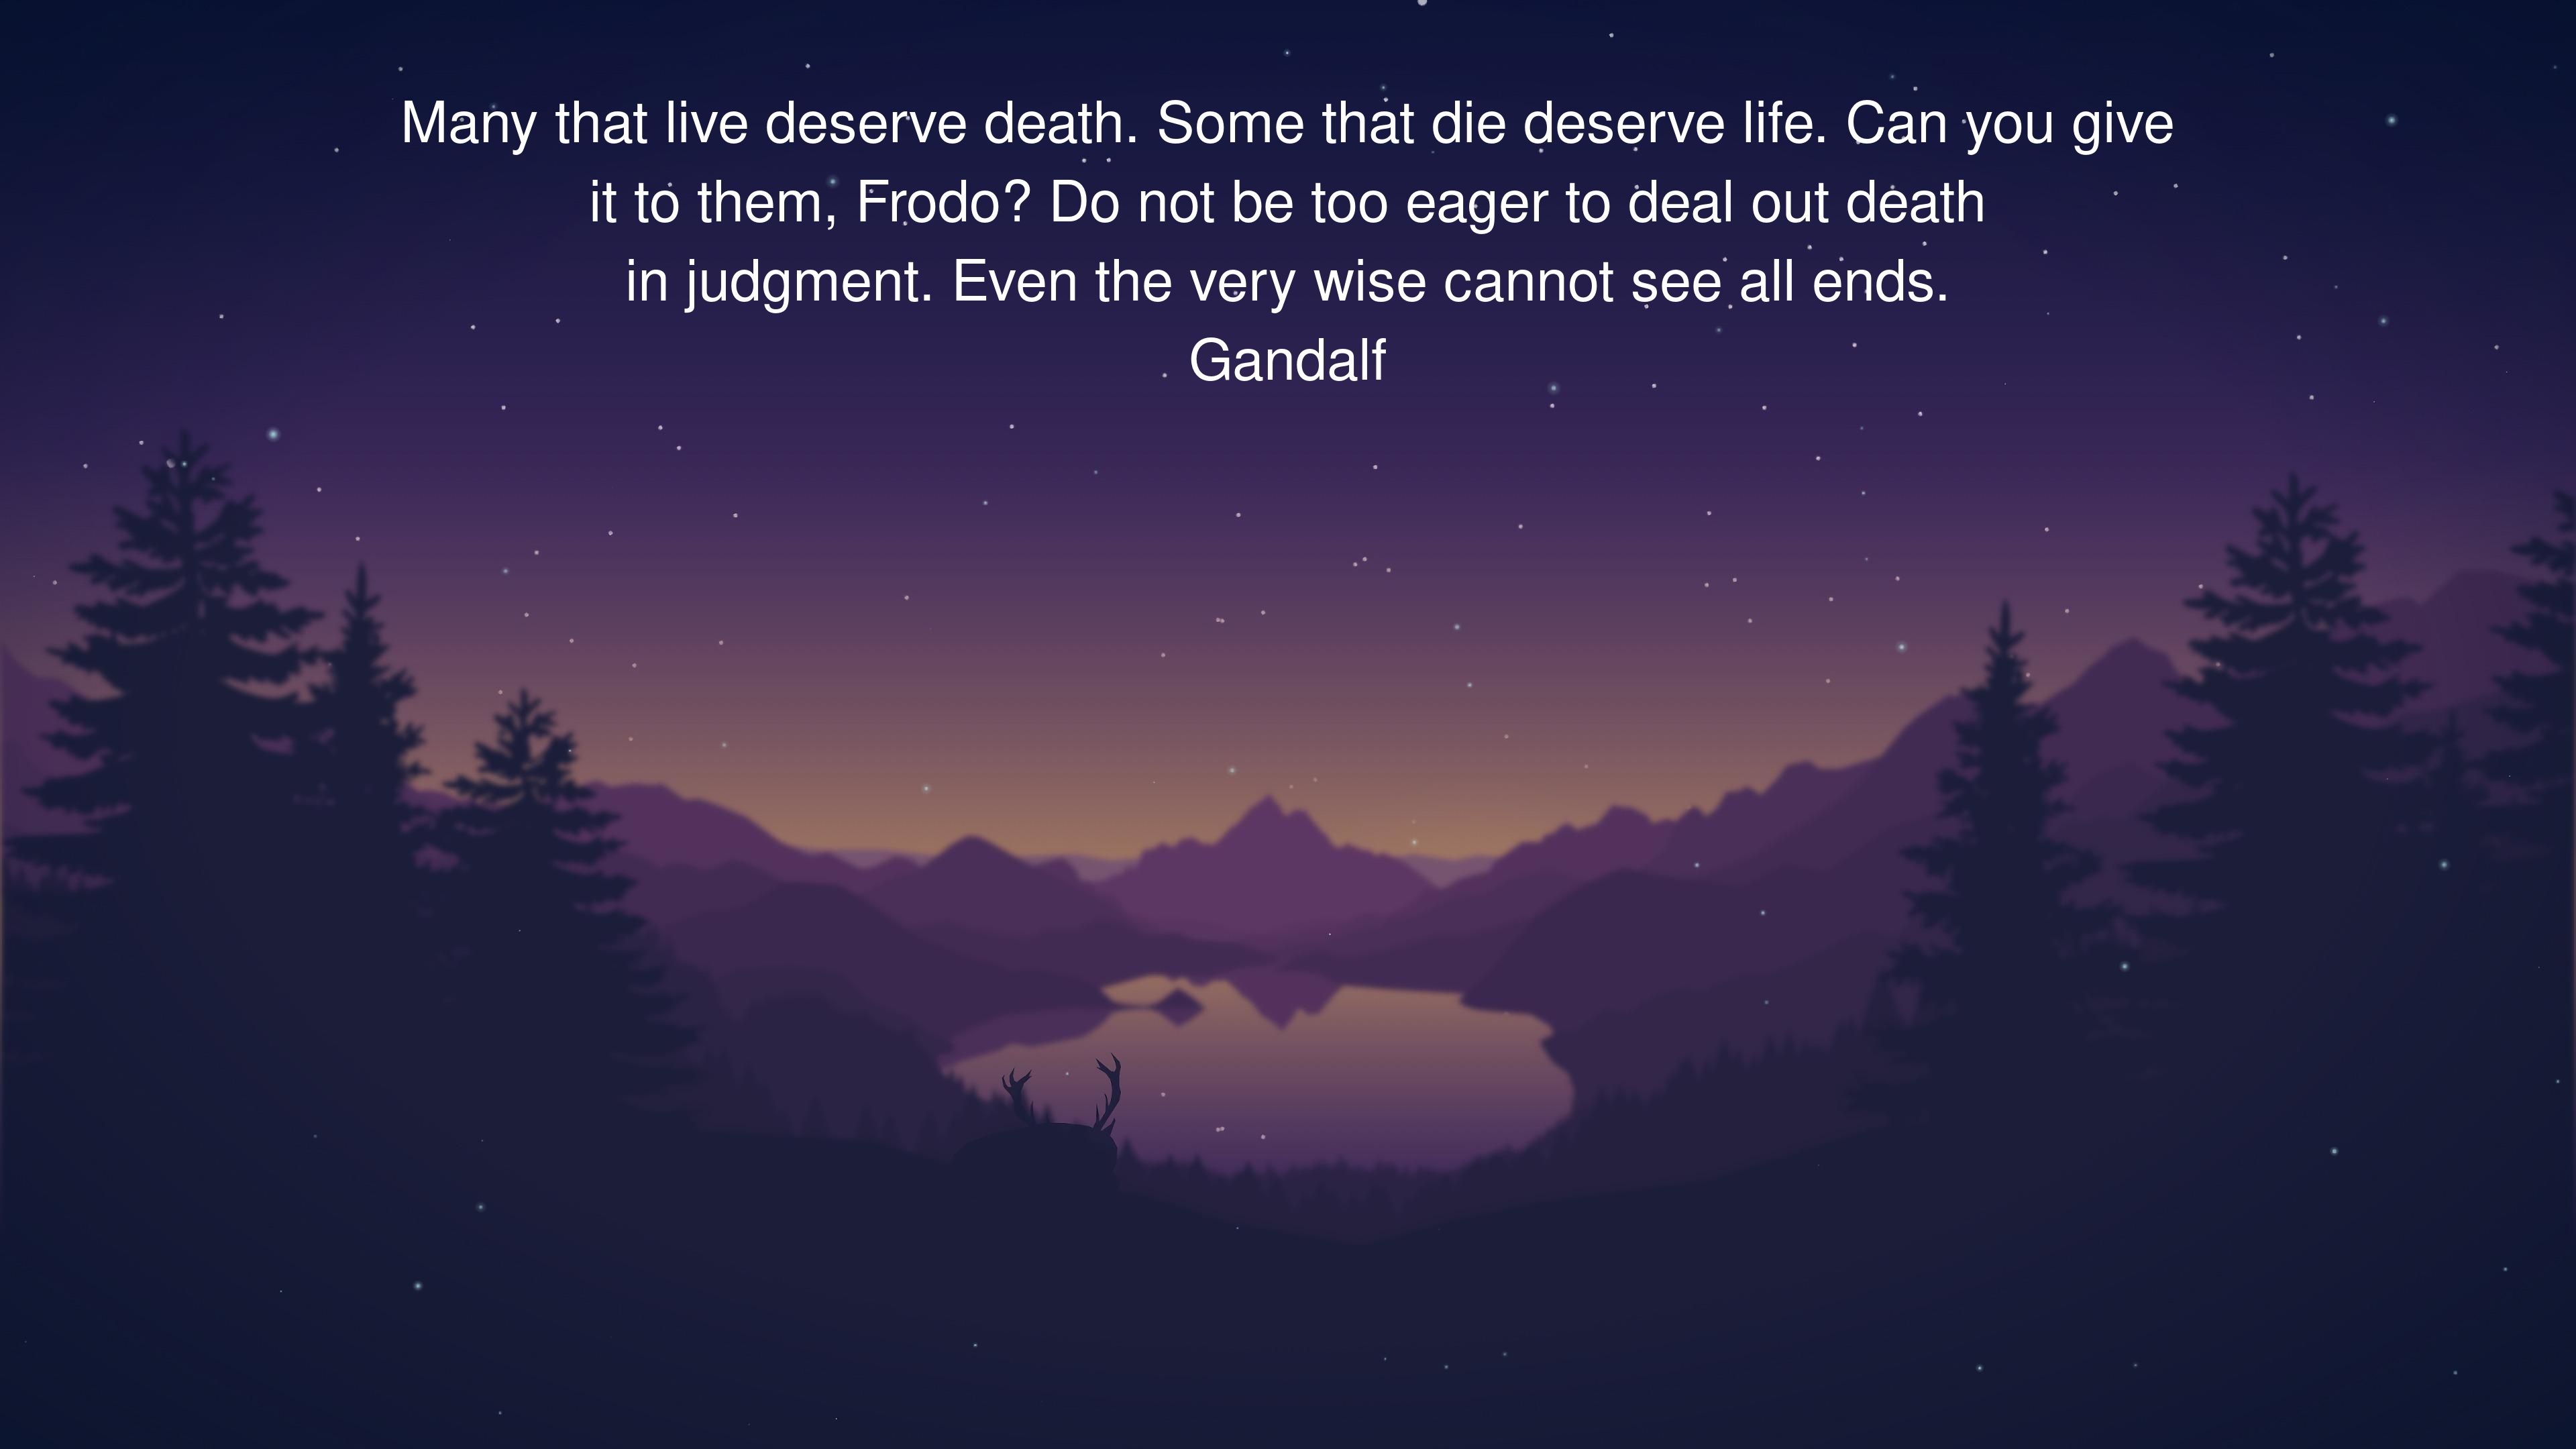 Many that live deserve death. Some that die deserve life. Can you give
it to them, Frodo? Do not be too eager to deal out death
in judgment. Even the very wise cannot see all ends.
Gandalf